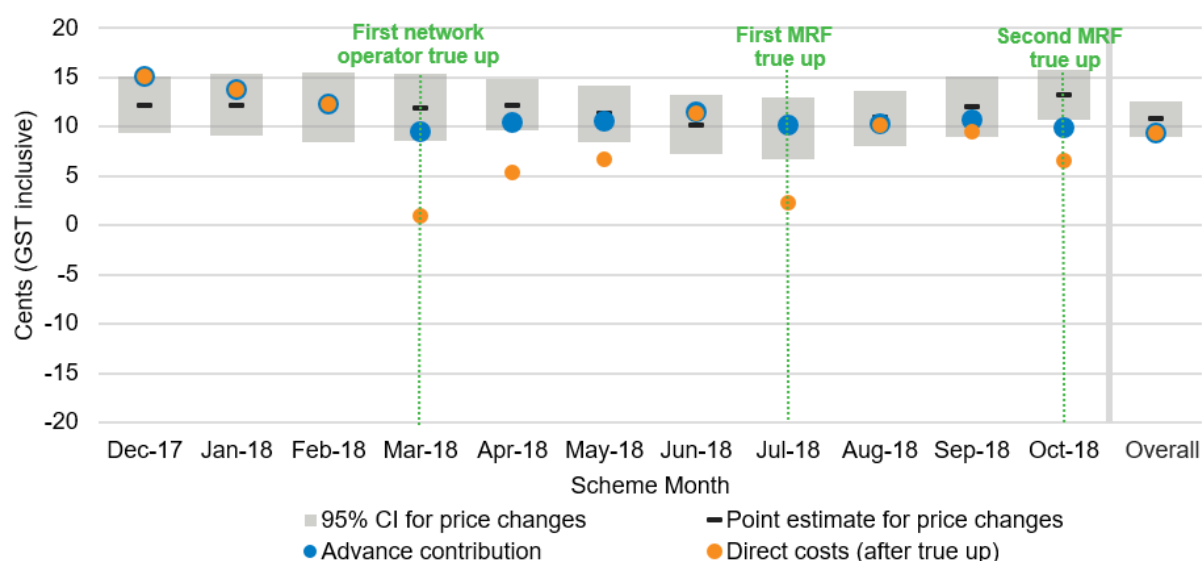 First network
operator true up
First MRF
true up
Second MRF
true up
20
15
10
5
0
-5
-10
-15
-20
Cents (GST inclusive)
Dec-17 Jan-18 Feb-18 Mar-18 Apr-18 May-18 Jun-18 Jul-18 Aug-18 Sep-18 Oct-18 Overall
Scheme Month
95% CI for price changes
Point estimate for price changes
Advance contribution
Direct costs (after true up)